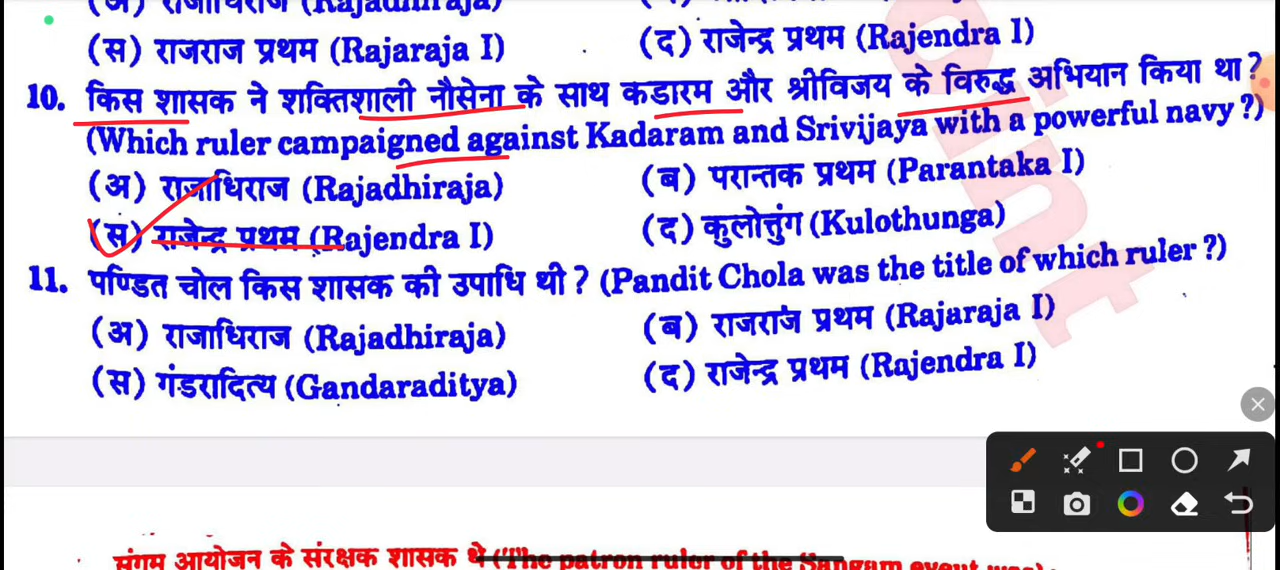 (अ) राजाधिराज (Rajadhiraja)
(स) राजराज प्रथम (Rajaraja I) (द) राजेन्द्र प्रथम (Rajendra I)
10. किस शासक ने शक्तिशाली नौसेना के साथ कडारम और श्रीविजय के विरुद्ध अभियान किया था?
(Which ruler campaigned against Kadaram and Srivijaya with a powerful navy ?)
(अ) राजाधिराज (Rajadhiraja) (ब) परान्तक प्रथम (Parantaka I)
(स) राजेन्द्र प्रथम (Rajendra I) (द) कुलोत्तुंग (Kulothunga)
11. पण्डित चोल किस शासक की उपाधि थी ? (Pandit Chola was the title of which ruler ?)
(अ) राजाधिराज (Rajadhiraja) (ब) राजराज प्रथम (Rajaraja I)
(स) गंडरादित्य (Gandaraditya) (द) राजेन्द्र प्रथम (Rajendra I)
संगम आयोजन के संरक्षक शासक थे (The patron ruler of the Sangam event was)